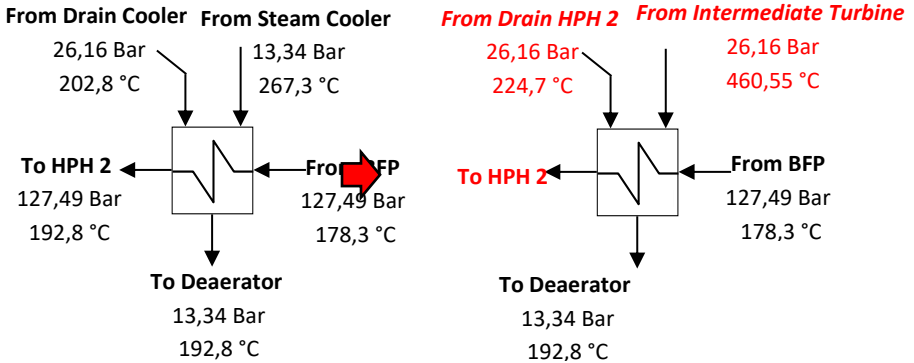 From Drain Cooler
26,16 Bar
202,8 °C
From Steam Cooler
13,34 Bar
267,3 °C
To HPH 2
127,49 Bar
192,8 °C
From BFP
127,49 Bar
178,3 °C
To Deaerator
13,34 Bar
192,8 °C
From Drain HPH 2
26,16 Bar
224,7 °C
From Intermediate Turbine
26,16 Bar
460,55 °C
To HPH 2
From BFP
127,49 Bar
178,3 °C
To Deaerator
13,34 Bar
192,8 °C